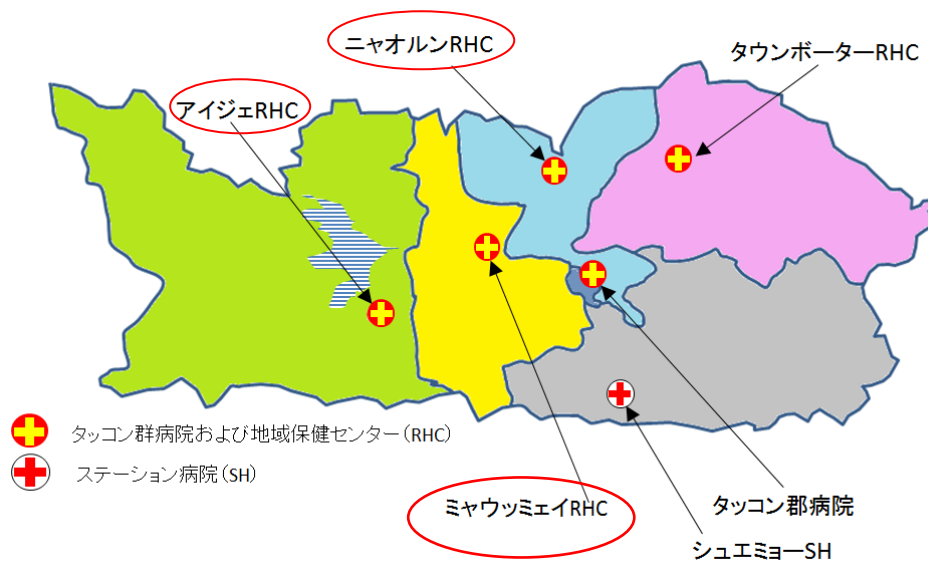 ニャオルンRHC
タウンボーターRHC
アイジェRHC
タッコン群病院および地域保健センター(RHC)
ステーション病院(SH)
ミャウッミェイRHC
タッコン郡病院
シュエミョーSH